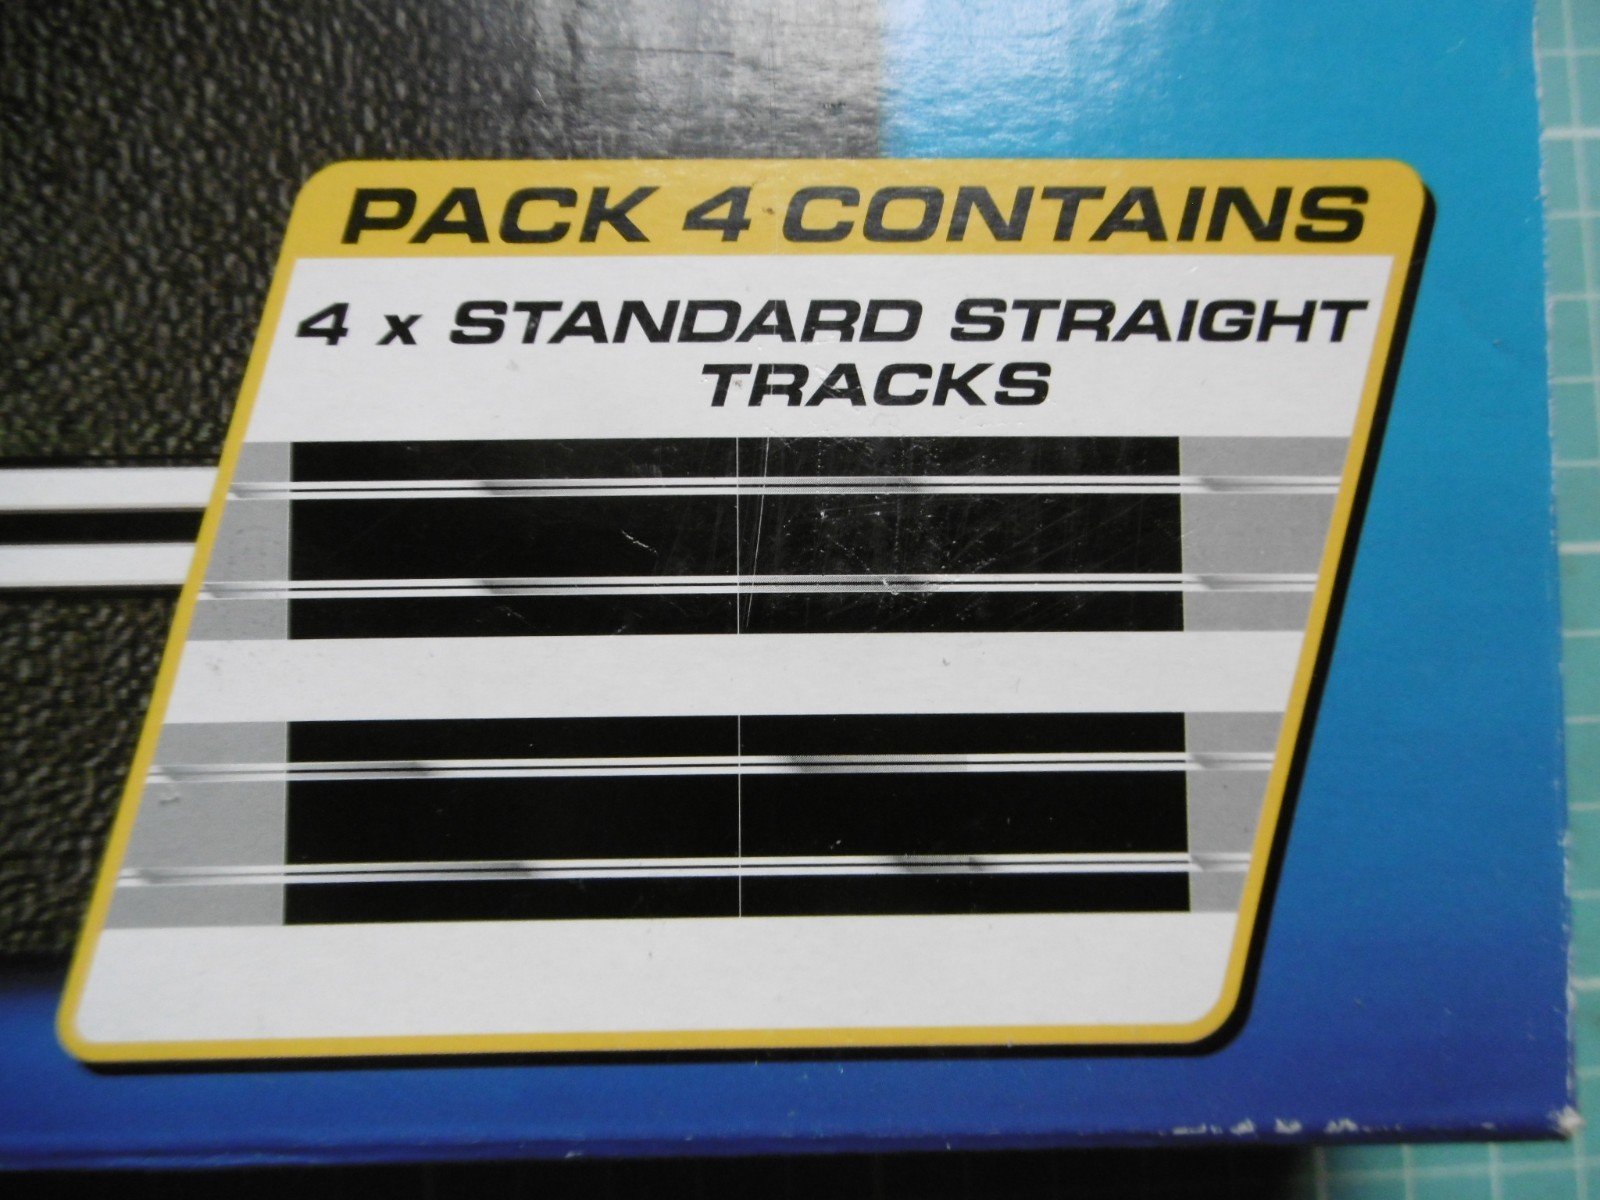 PACK 4 CONTAINS
4 x STANDARD STRAIGHT
TRACKS